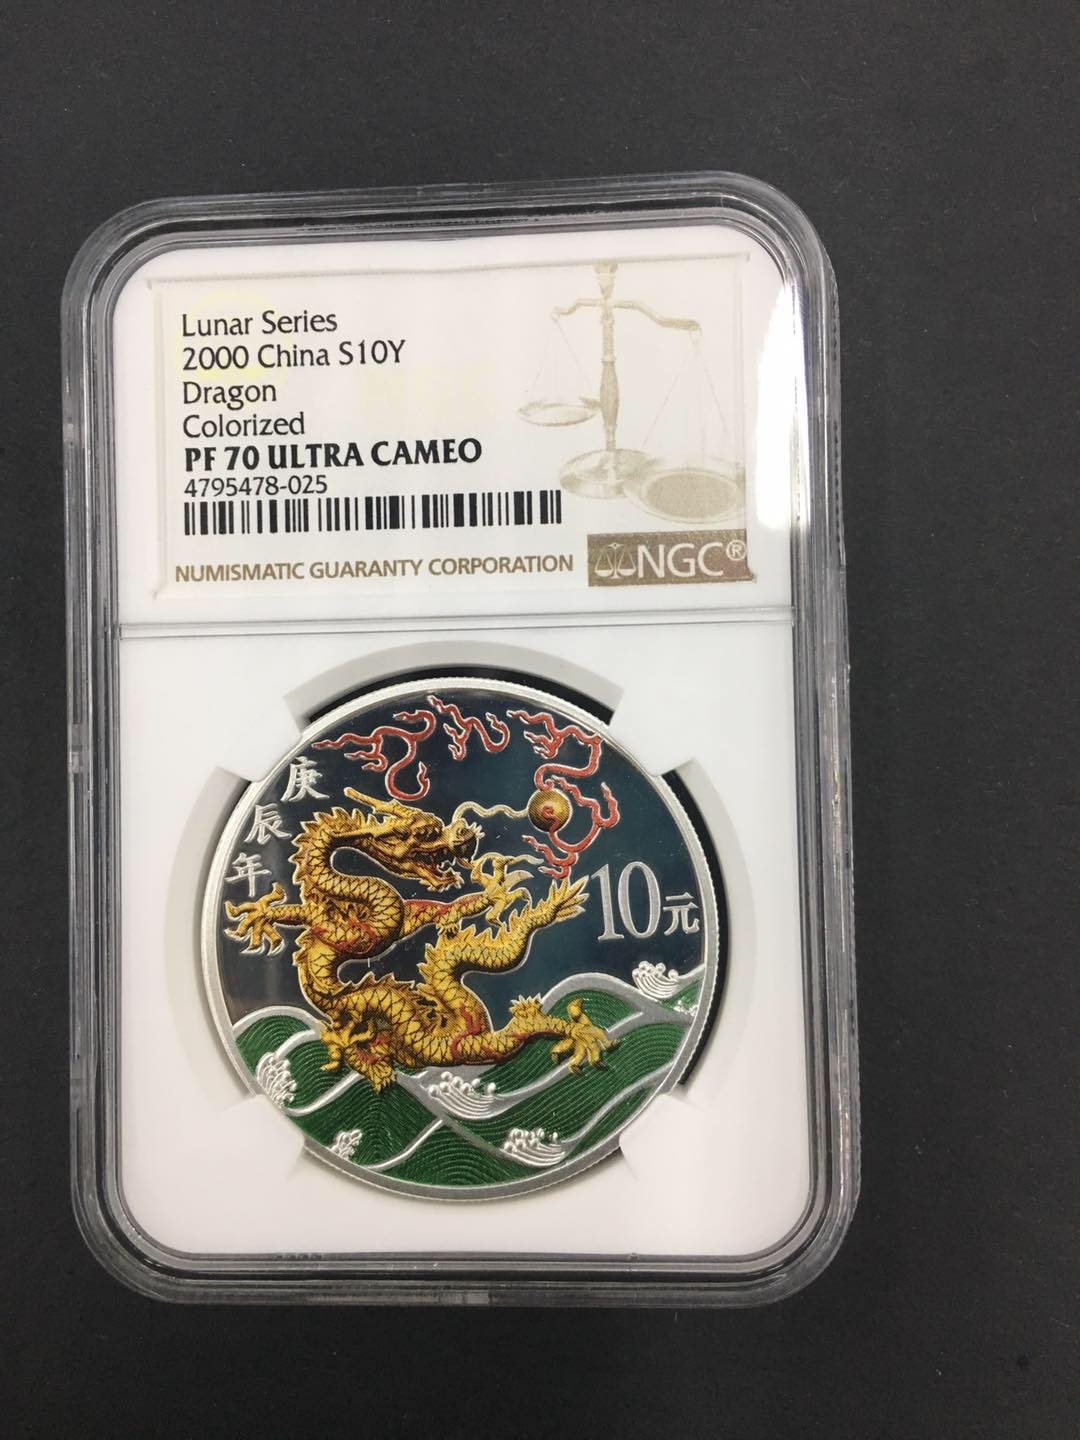 Lunar Series
2000 China S10Y
Dragon
Colorized
PF 70 ULTRA CAMEO
4795478-025
NUMISMATIC GUARANTY CORPORATION
NGC®
庚辰年
10元